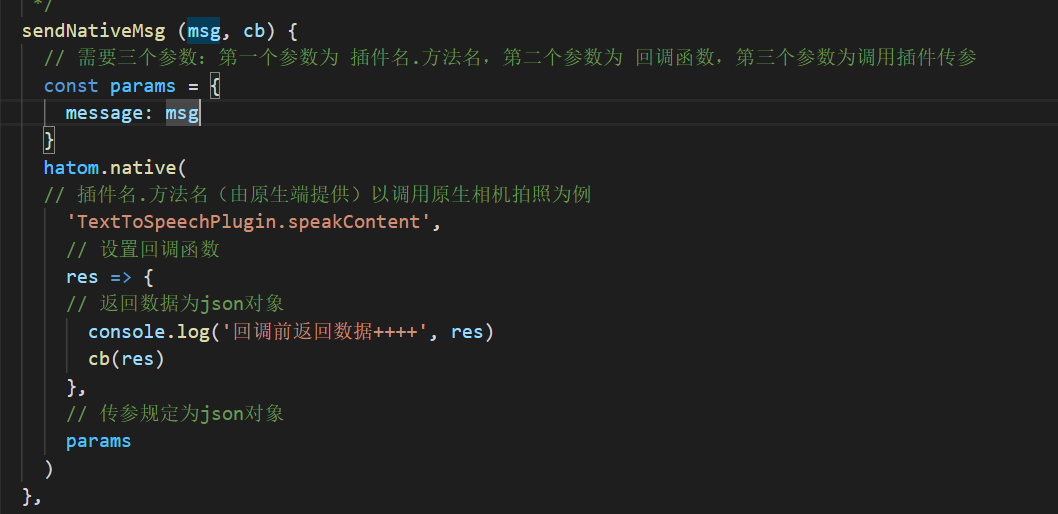 */
sendNativeMsg (msg, cb) {
// 需要三个参数：第一个参数为 插件名.方法名，第二个参数为 回调函数，第三个参数为调用插件传参
const params = {
message: msg
}
hatom.native(
// 插件名.方法名（由原生端提供）以调用原生相机拍照为例
'TextToSpeechPlugin.speakContent',
// 设置回调函数
res => {
// 返回数据为json对象
console.log('回调前返回数据++++', res)
cb(res)
},
// 传参规定为json对象
params
)
},